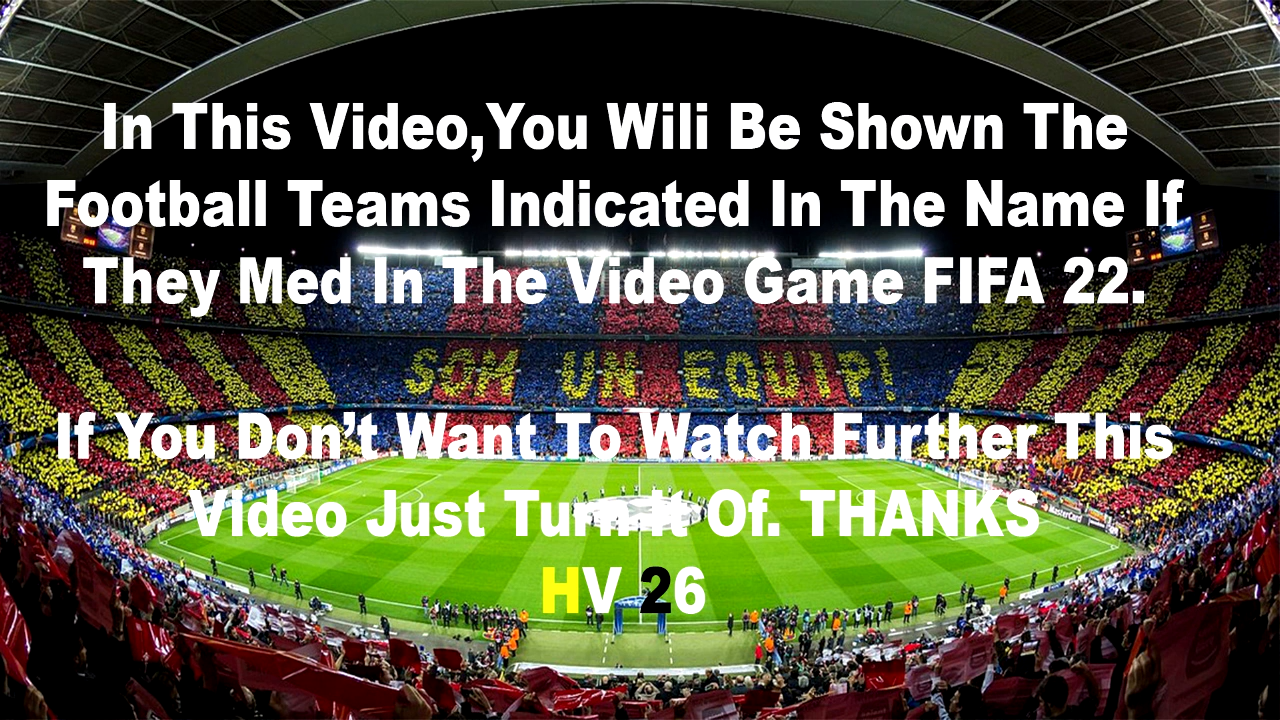 In This Video,You Wili Be Shown The
Football Teams Indicated In The Name If
They Med In The Video Game FIFA 22.
SOM UN EQUIP!
If You Don't Want To Watch Further This
VIdeo Just Turn It Of. THANKS
MasterCard
HV 26